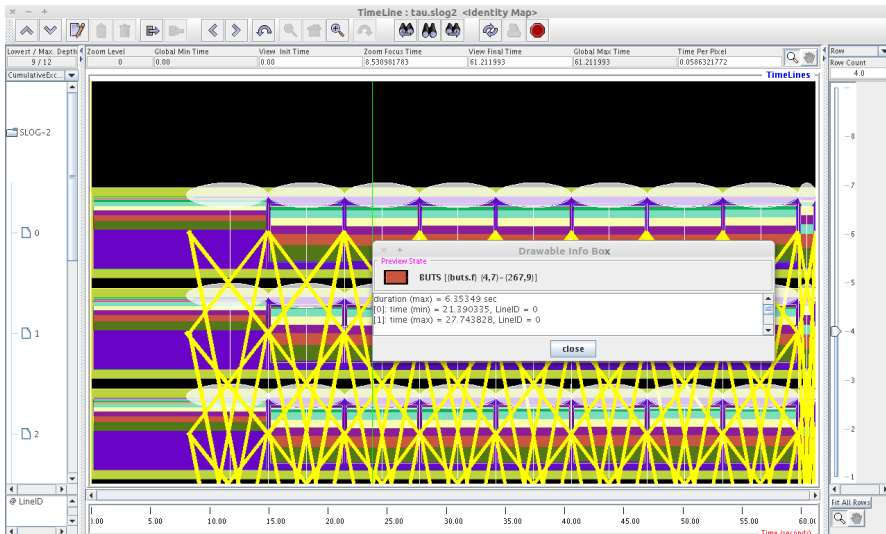 TimeLine : tau.slog2 <Identity Map>
Lowest / Max. Depth Zoom Level Global Min Time View Init Time Zoom Focus Time View Final Time Global Max Time Time Per Pixel Row
9 / 12 0 0.00 0.00 8.530981783 61.211993 61.211993 0.0586321772 Row Count
CumulativeExc... TimeLines 4.0
SLOG-2
0
1
2
8
7
6
5
4
3
2
1
Drawable Info Box
Preview State
BUTS [{buts.f} {4,7}-{267,9}]
duration (max) = 6.35349 sec
[0]: time (min) = 21.390335, LineID = 0
[1]: time (max) = 27.743828, LineID = 0
close
@ LineID Fit All Rows
5.00 10.00 15.00 20.00 25.00 30.00 35.00 40.00 45.00 50.00 55.00
Time (seconds)